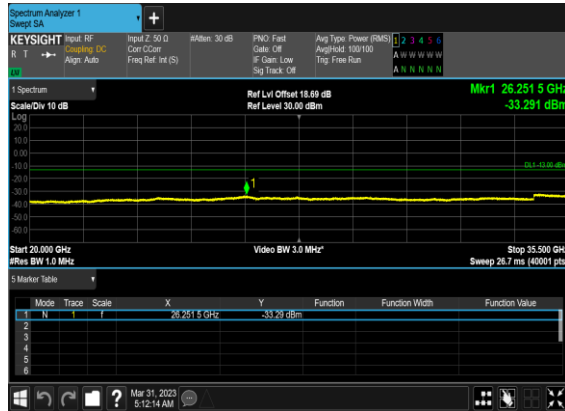 Spectrum Analyzer 1
Swept SA
+
KEYSIGHT Input: RF Input Z: 50 Ω #Atten: 30 dB PNO: Fast Avg Type: Power (RMS) 1 2 3 4 5 6
R T Coupling: DC Corr CCorr Gate: Off Avg|Hold: 100/100 A W W W W W
Align: Auto Freq Ref: Int (S) IF Gain: Low Trig: Free Run
Sig Track: Off A N N N N N
1 Spectrum Ref Lvl Offset 18.69 dB Mkr1 26.251 5 GHz
Scale/Div 10 dB Ref Level 30.00 dBm -33.291 dBm
Log
20.0
10.0
0.00
-10.0
DL1 -13.00 dBm
-20.0
1
-30.0
-40.0
-50.0
-60.0
Start 20.000 GHz Video BW 3.0 MHz* Stop 35.500 GHz
#Res BW 1.0 MHz Sweep 26.7 ms (40001 pts)
5 Marker Table
Mode Trace Scale X Y Function Function Width Function Value
1 N 1 f 26.251 5 GHz -33.29 dBm
2
3
4
5
6
? Mar 31, 2023
5:12:14 AM